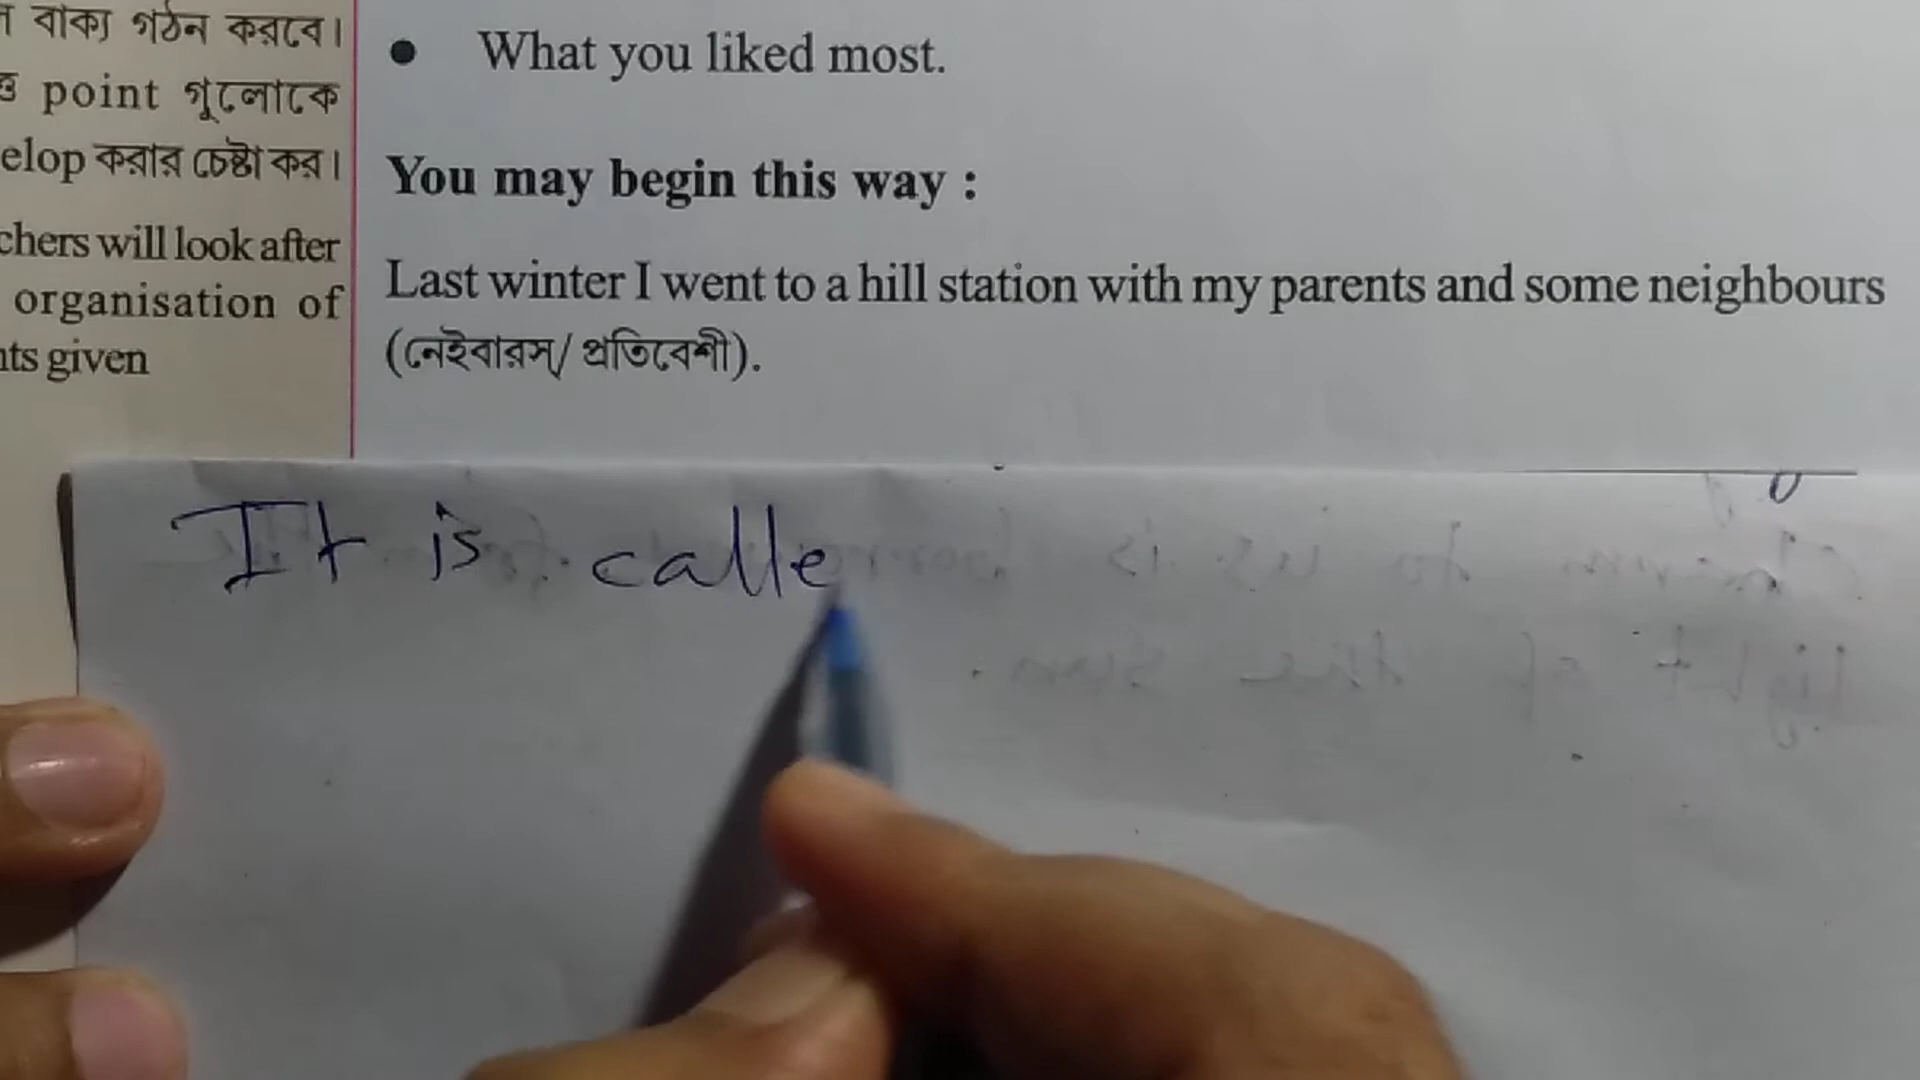 বাক্য গঠন করবে।
point গুলোকে
elop করার চেষ্টা কর।
chers will look after
organisation of
nts given
• What you liked most.
You may begin this way :
Last winter I went to a hill station with my parents and some neighbours
(নেইবারস্/ প্রতিবেশী).
It is calle